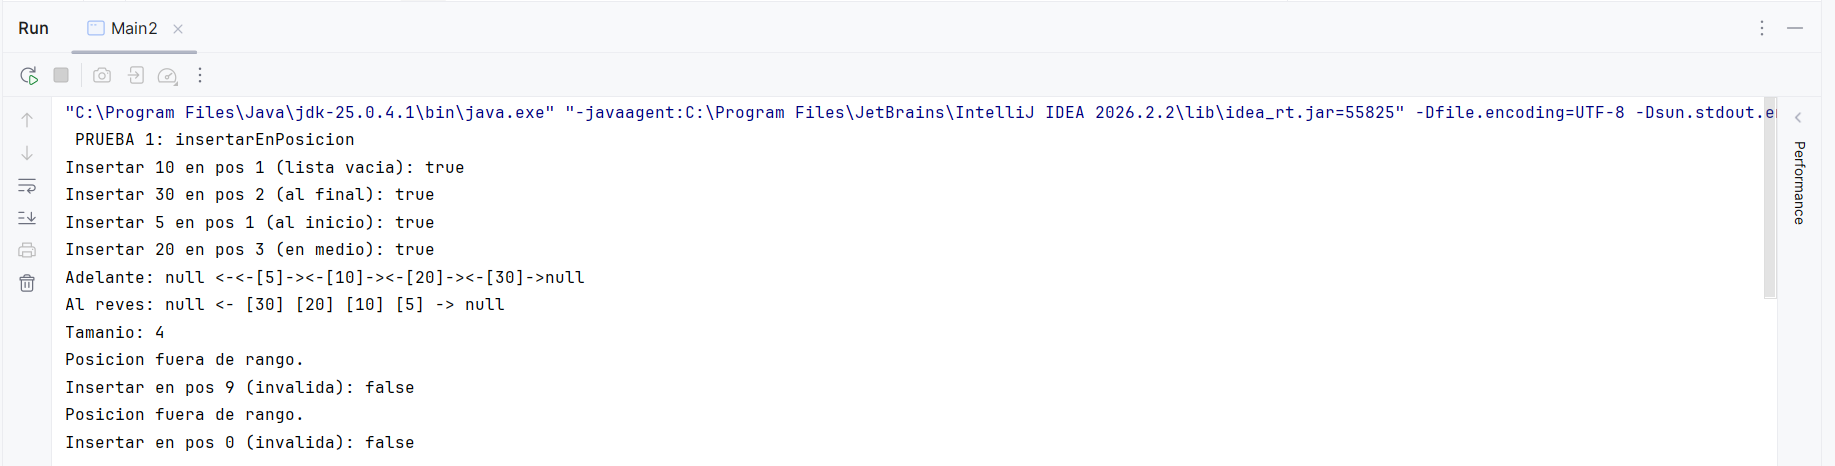 Run Main2
"C:\Program Files\Java\jdk-25.0.4.1\bin\java.exe" "-javaagent:C:\Program Files\JetBrains\IntelliJ IDEA 2026.2.2\lib\idea_rt.jar=55825" -Dfile.encoding=UTF-8 -Dsun.stdout.e
PRUEBA 1: insertarEnPosicion
Insertar 10 en pos 1 (lista vacia): true
Insertar 30 en pos 2 (al final): true
Insertar 5 en pos 1 (al inicio): true
Insertar 20 en pos 3 (en medio): true
Adelante: null <-<-[5]-><-[10]-><-[20]-><-[30]->null
Al reves: null <- [30] [20] [10] [5] -> null
Tamanio: 4
Posicion fuera de rango.
Insertar en pos 9 (invalida): false
Posicion fuera de rango.
Insertar en pos 0 (invalida): false
Performance